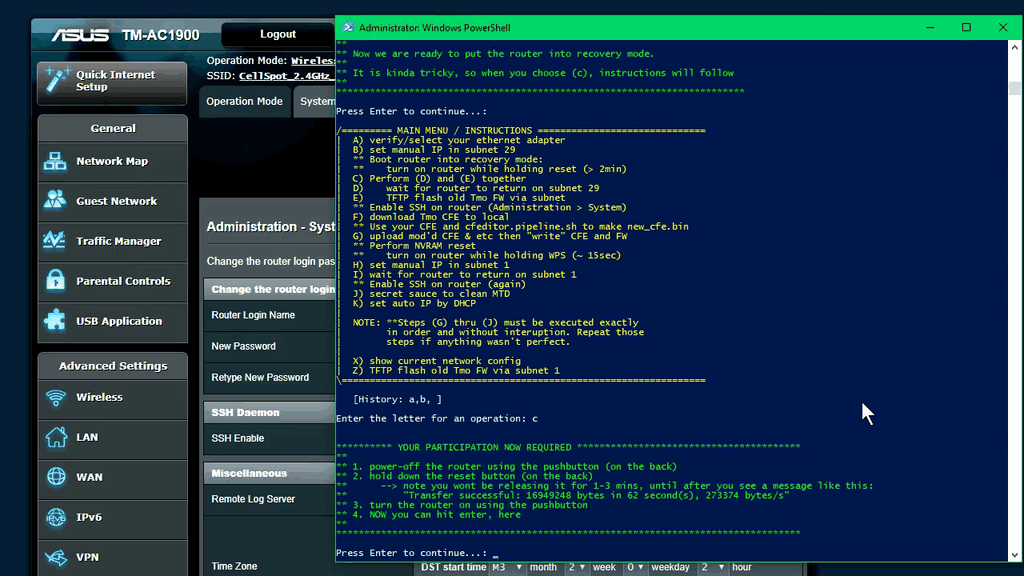 ASUS TM-AC1900
Logout
Operation Mode: Wireles
SSID: CellSpot_2.4GHz_
Quick Internet
Setup
Operation Mode
System
General
Network Map
Guest Network
Traffic Manager
Parental Controls
USB Application
Advanced Settings
Wireless
LAN
WAN
IPv6
VPN
Administration - Syst
Change the router login pas
Change the router login
Router Login Name
New Password
Retype New Password
SSH Daemon
SSH Enable
Miscellaneous
Remote Log Server
Time Zone
DST start time M3 month 2 week 0 weekday 2 hour
Administrator: Windows PowerShell
**
** Now we are ready to put the router into recovery mode.
**
** It is kinda tricky, so when you choose (c), instructions will follow
**
******************************************************************************
Press Enter to continue...:
/========= MAIN MENU / INSTRUCTIONS ==============================
| A) verify/select your ethernet adapter
| B) set manual IP in subnet 29
| ** Boot router into recovery mode:
| ** turn on router while holding reset (> 2min)
| C) Perform (D) and (E) together
| D) wait for router to return on subnet 29
| E) TFTP flash old Tmo FW via subnet
| ** Enable SSH on router (Administration > System)
| F) download Tmo CFE to local
| ** Use your CFE and cfeditor.pipeline.sh to make new_cfe.bin
| G) upload mod'd CFE & etc then "write" CFE and FW
| ** Perform NVRAM reset
| ** turn on router while holding WPS (~ 15sec)
| H) set manual IP in subnet 1
| I) wait for router to return on subnet 1
| ** Enable SSH on router (again)
| J) secret sauce to clean MTD
| K) set auto IP by DHCP
|
| NOTE: **Steps (G) thru (J) must be executed exactly
| in order and without interuption. Repeat those
| steps if anything wasn't perfect.
|
| X) show current network config
| Z) TFTP flash old Tmo FW via subnet 1
\=================================================================
[History: a,b, ]
Enter the letter for an operation: c
********** YOUR PARTICIPATION NOW REQUIRED ****************************************
**
** 1. power-off the router using the pushbutton (on the back)
** 2. hold down the reset button (on the back)
** --> note you wont be releasing it for 1-3 mins, until after you see a message like this:
** "Transfer successful: 16949248 bytes in 62 second(s), 273374 bytes/s"
** 3. turn the router on using the pushbutton
** 4. NOW you can hit enter, here
**
***********************************************************************************
Press Enter to continue...: _